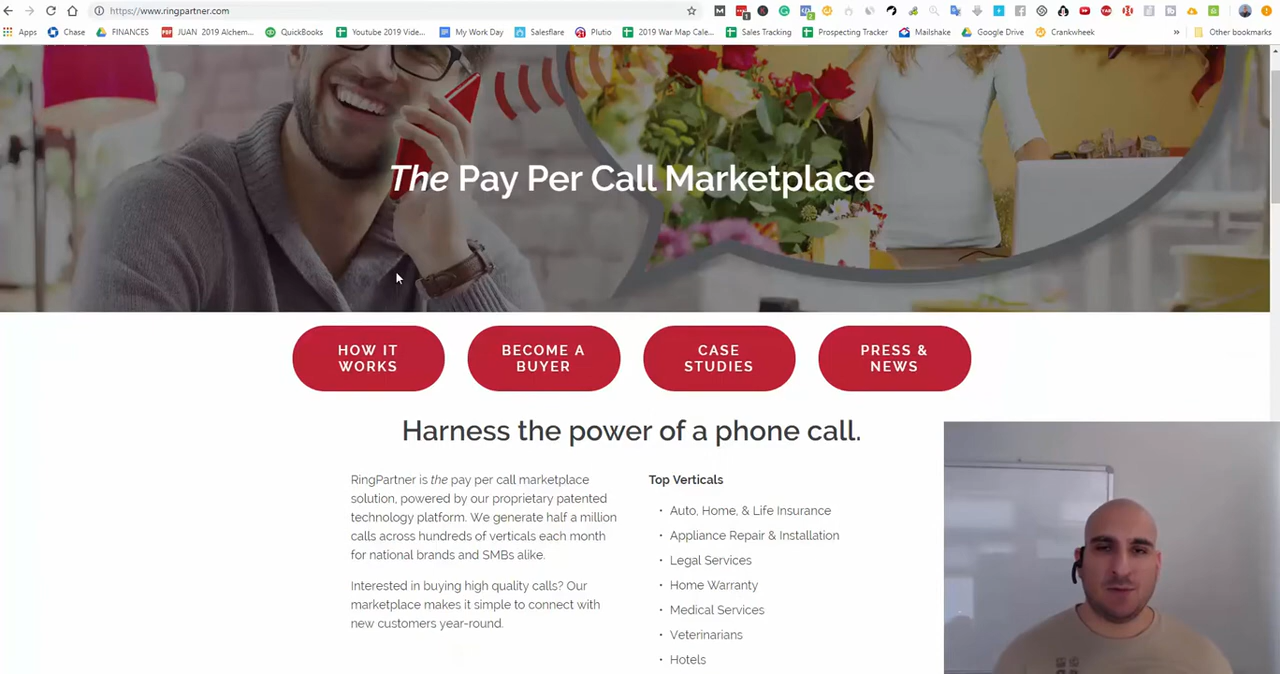 https://www.ringpartner.com
Apps
Chase
FINANCES
JUAN 2019 Alchem...
QuickBooks
Youtube 2019 Vide...
My Work Day
Salesflare
Plutio
2019 War Map Cale...
Sales Tracking
Prospecting Tracker
Mailshake
Google Drive
Crankwheek
»
Other bookmarks
The Pay Per Call Marketplace
HOW IT
WORKS
BECOME A
BUYER
CASE
STUDIES
PRESS &
NEWS
Harness the power of a phone call.
RingPartner is the pay per call marketplace
solution, powered by our proprietary patented
technology platform. We generate half a million
calls across hundreds of verticals each month
for national brands and SMBs alike.
Interested in buying high quality calls? Our
marketplace makes it simple to connect with
new customers year-round.
Top Verticals
• Auto, Home, & Life Insurance
• Appliance Repair & Installation
• Legal Services
• Home Warranty
• Medical Services
• Veterinarians
• Hotels